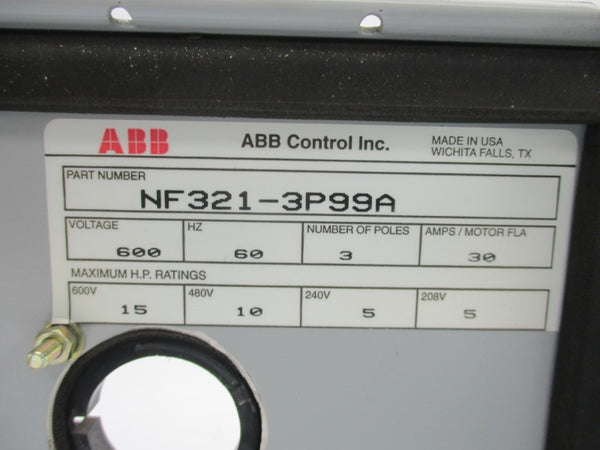 ABB ABB Control Inc. MADE IN USA
WICHITA FALLS, TX
PART NUMBER
NF321-3P99A
VOLTAGE HZ NUMBER OF POLES AMPS / MOTOR FLA
600 60 3 30
MAXIMUM H.P. RATINGS
600V 480V 240V 208V
15 10 5 5